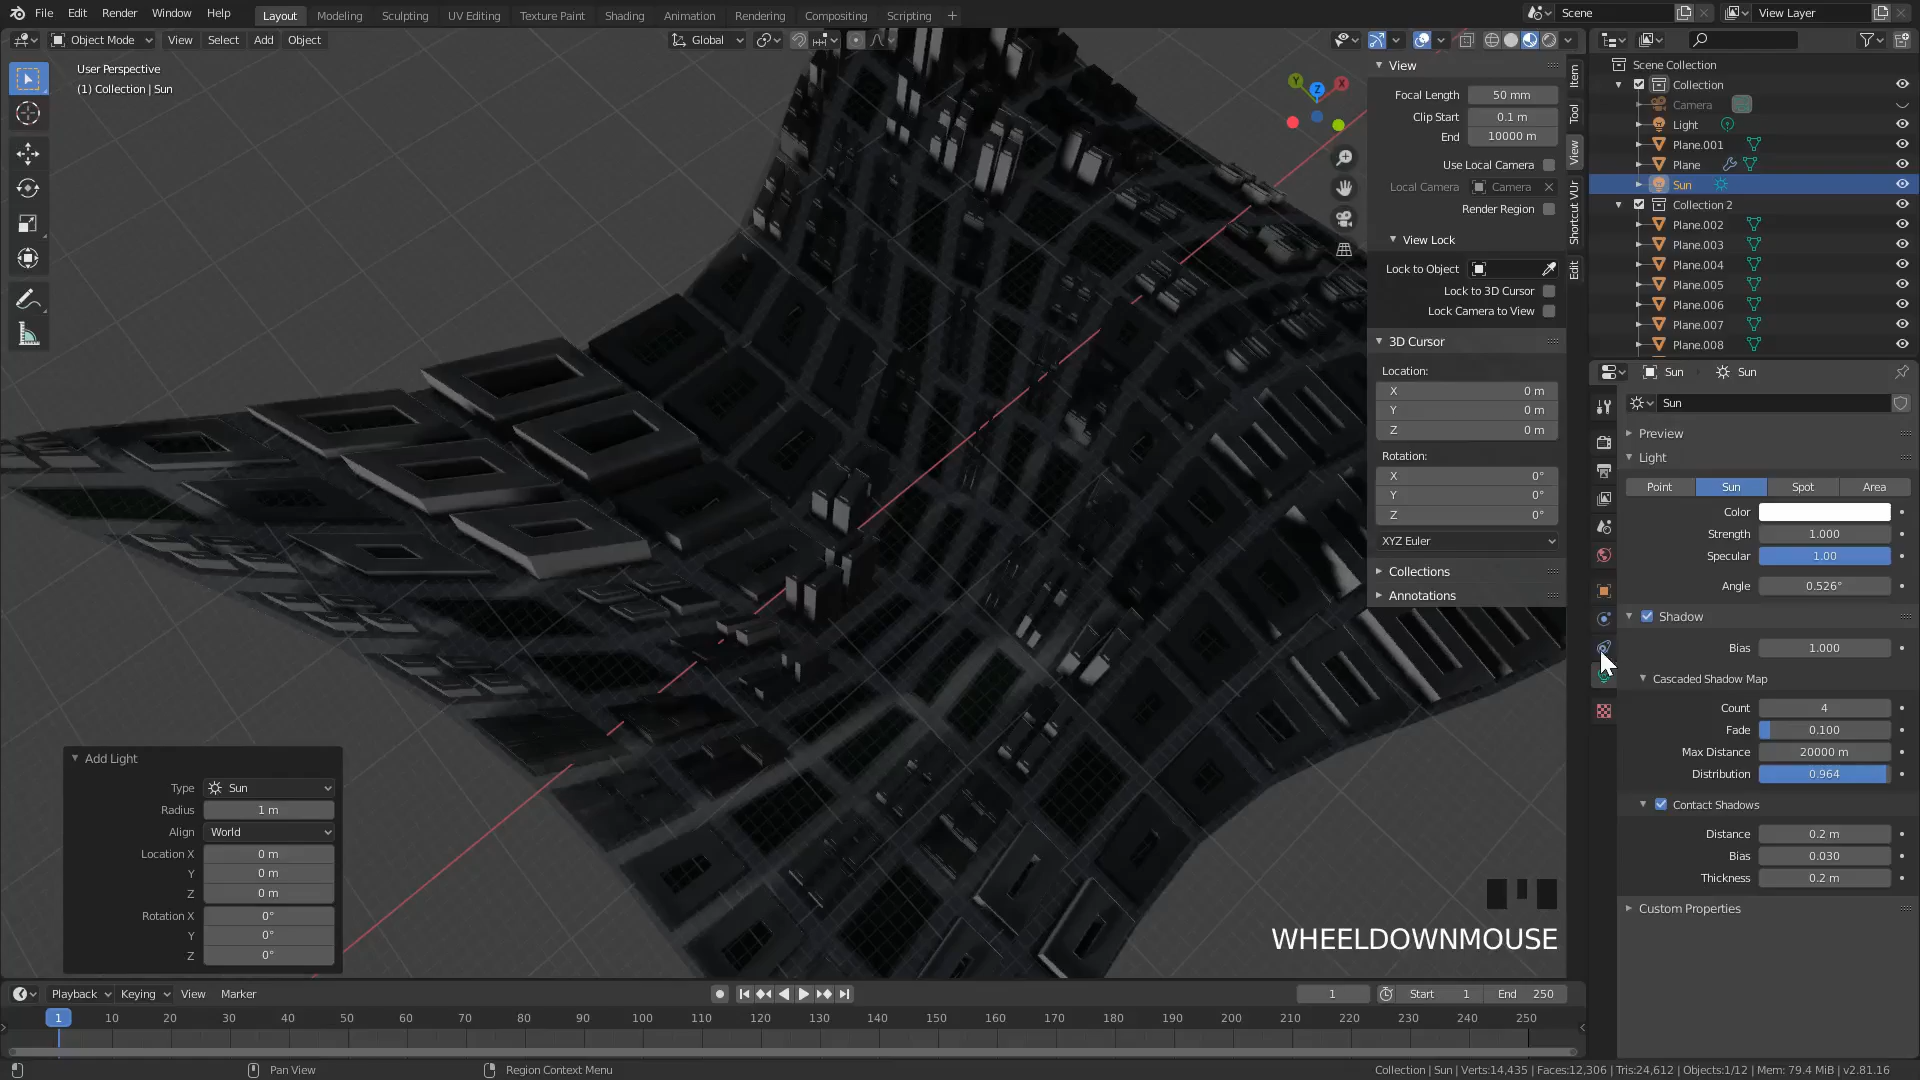 File Edit Render Window Help
Layout Modeling Sculpting UV Editing Texture Paint Shading Animation Rendering Compositing Scripting +
Scene
View Layer
Object Mode View Select Add Object
Global
User Perspective
(1) Collection | Sun
Y
Z
X
View
Focal Length 50 mm
Clip Start 0.1 m
End 10000 m
Use Local Camera
Local Camera Camera
Render Region
View Lock
Lock to Object
Lock to 3D Cursor
Lock Camera to View
3D Cursor
Location:
X 0 m
Y 0 m
Z 0 m
Rotation:
X 0°
Y 0°
Z 0°
XYZ Euler
Collections
Annotations
Item
Tool
View
Shortcut VUr
Edit
Scene Collection
Collection
Camera
Light
Plane.001
Plane
Sun
Collection 2
Plane.002
Plane.003
Plane.004
Plane.005
Plane.006
Plane.007
Plane.008
Sun Sun
Sun
Preview
Light
Point Sun Spot Area
Color
Strength 1.000
Specular 1.00
Angle 0.526°
Shadow
Bias 1.000
Cascaded Shadow Map
Count 4
Fade 0.100
Max Distance 20000 m
Distribution 0.964
Contact Shadows
Distance 0.2 m
Bias 0.030
Thickness 0.2 m
Custom Properties
Add Light
Type Sun
Radius 1 m
Align World
Location X 0 m
Y 0 m
Z 0 m
Rotation X 0°
Y 0°
Z 0°
WHEELDOWNMOUSE
Playback Keying View Marker
1 Start 1 End 250
1 10 20 30 40 50 60 70 80 90 100 110 120 130 140 150 160 170 180 190 200 210 220 230 240 250
Pan View Region Context Menu
Collection | Sun | Verts:14,435 | Faces:12,306 | Tris:24,612 | Objects:1/12 | Mem: 79.4 MiB | v2.81.16